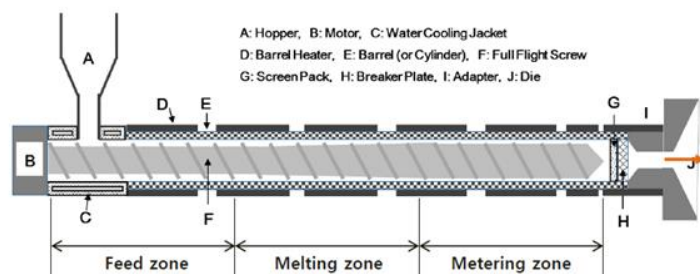 A: Hopper, B: Motor, C: Water Cooling Jacket
D: Barrel Heater, E: Barrel (or Cylinder), F: Full Flight Screw
G: Screen Pack, H: Breaker Plate, I: Adapter, J: Die
A
D
E
G
I
B
J
C
F
H
Feed zone
Melting zone
Metering zone